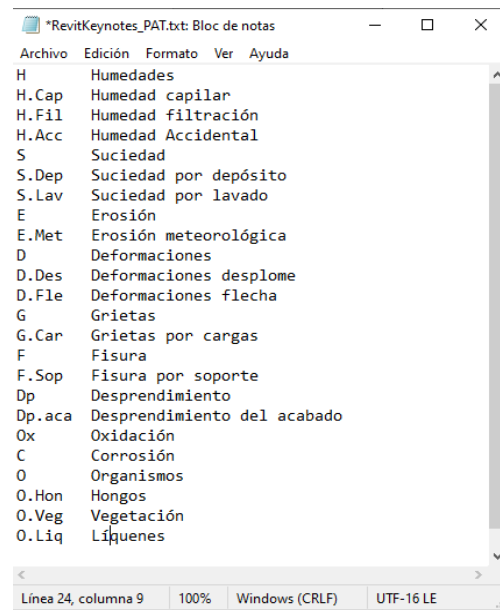 *RevitKeynotes_PAT.txt: Bloc de notas
Archivo Edición Formato Ver Ayuda
H Humedades
H.Cap Humedad capilar
H.Fil Humedad filtración
H.Acc Humedad Accidental
S Suciedad
S.Dep Suciedad por depósito
S.Lav Suciedad por lavado
E Erosión
E.Met Erosión meteorológica
D Deformaciones
D.Des Deformaciones desplome
D.Fle Deformaciones flecha
G Grietas
G.Car Grietas por cargas
F Fisura
F.Sop Fisura por soporte
Dp Desprendimiento
Dp.aca Desprendimiento del acabado
Ox Oxidación
C Corrosión
O Organismos
O.Hon Hongos
O.Veg Vegetación
O.Liq Líquenes
Línea 24, columna 9 100% Windows (CRLF) UTF-16 LE